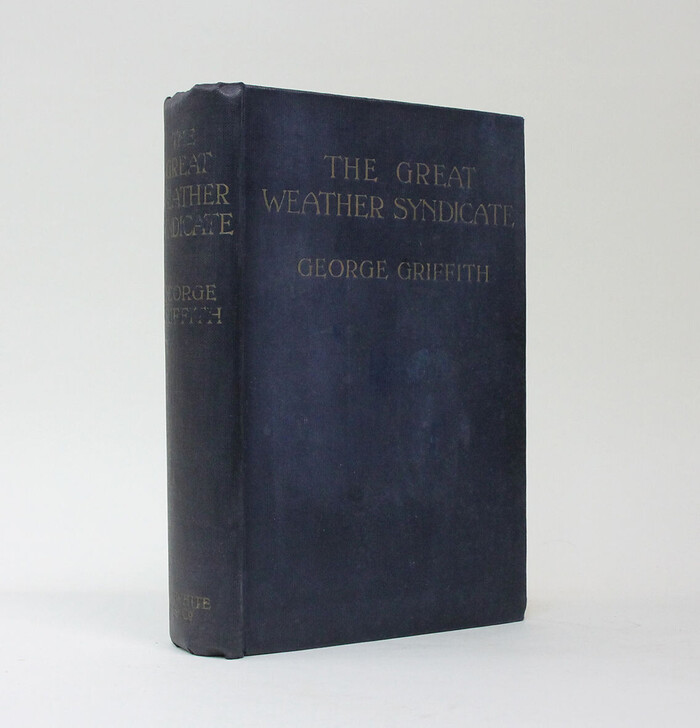 THE
GREAT
WEATHER
SYNDICATE
GEORGE
GRIFFITH
THE GREAT
WEATHER SYNDICATE
GEORGE GRIFFITH